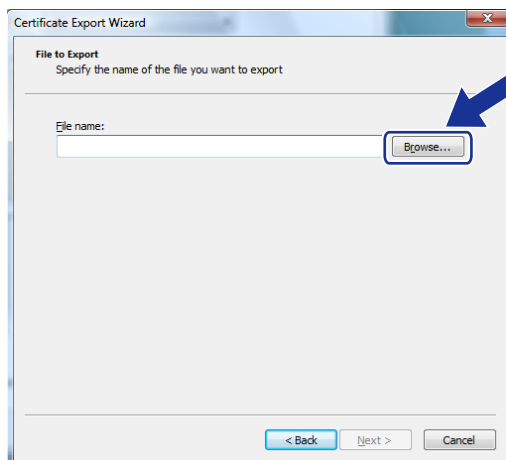 Certificate Export Wizard
File to Export
Specify the name of the file you want to export
File name:
Browse...
< Back Next > Cancel